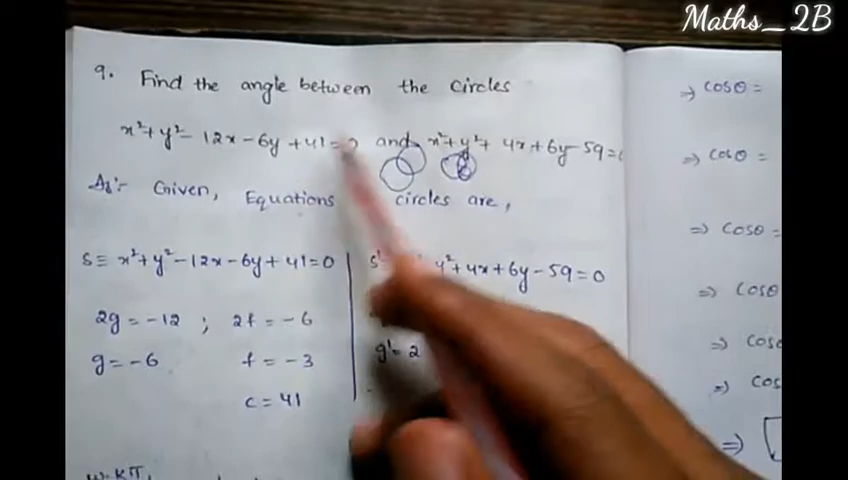 Maths_2B
9. Find the angle between the circles
x²+y²-12x-6y+41=0 and x²+y²+4x+6y-59=0
Given, Equations circles are,
S≡ x²+y²-12x-6y+41=0
y²+4x+6y-59=0
2g=-12 ; 2f=-6
g=-6 f=-3
g'=2
c=41
W.K.T,
⇒ cosθ=
⇒ cosθ=
⇒ cosθ=
⇒ cosθ
⇒ cos
⇒ cos
⇒